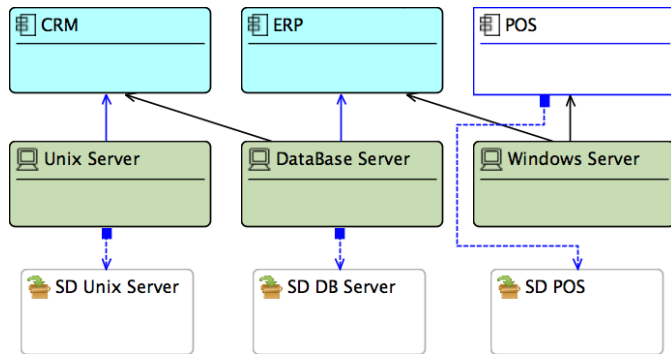 CRM
ERP
POS
Unix Server
DataBase Server
Windows Server
SD Unix Server
SD DB Server
SD POS